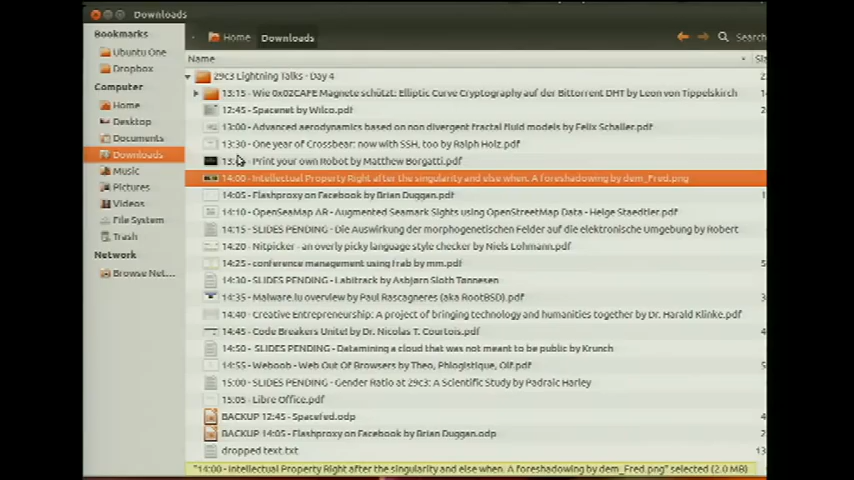 Downloads
Bookmarks
Ubuntu One
Dropbox
Computer
Home
Desktop
Documents
Downloads
Music
Pictures
Videos
File System
Trash
Network
Browse Net...
Home
Downloads
Search
Name
29c3 Lightning Talks - Day 4
13:15 - Wie 0x02CAFE Magnete schützt: Elliptic Curve Cryptography auf der Bittorrent DHT by Leon von Tippelskirch
12:45 - Spacenet by Wilco.pdf
13:00 - Advanced aerodynamics based on non divergent fractal fluid models by Felix Schaller.pdf
13:30 - One year of Crossbear: now with SSH, too by Ralph Holz.pdf
- Print your own Robot by Matthew Borgatti.pdf
14:00 - Intellectual Property Right after the singularity and else when. A foreshadowing by dem_Fred.png
14:05 - Flashproxy on Facebook by Brian Duggan.pdf
14:10 - OpenSeaMap AR - Augmented Seamark Sights using OpenStreetMap Data - Helge Staedtler.pdf
14:15 - SLIDES PENDING - Die Auswirkung der morphogenetischen Felder auf die elektronische Umgebung by Robert
14:20 - Nitpicker - an overly picky language style checker by Niels Lohmann.pdf
14:25 - conference management using frab by mm.pdf
14:30 - SLIDES PENDING - Labitrack by Asbjørn Sloth Tønnesen
14:35 - Malware.lu overview by Paul Rascagneres (aka RootBSD).pdf
14:40 - Creative Entrepreneurship: A project of bringing technology and humanities together by Dr. Harald Klinke.pdf
14:45 - Code Breakers Unite! by Dr. Nicolas T. Courtois.pdf
14:50 - SLIDES PENDING - Datamining a cloud that was not meant to be public by Krunch
14:55 - Weboob - Web Out Of Browsers by Theo, Phlogistique, Olf.pdf
15:00 - SLIDES PENDING - Gender Ratio at 29c3: A Scientific Study by Padraic Harley
15:05 - Libre Office.pdf
BACKUP 12:45 - Spacefed.odp
BACKUP 14:05 - Flashproxy on Facebook by Brian Duggan.odp
dropped text.txt
"14:00 - Intellectual Property Right after the singularity and else when. A foreshadowing by dem_Fred.png" selected (2.0 MB)